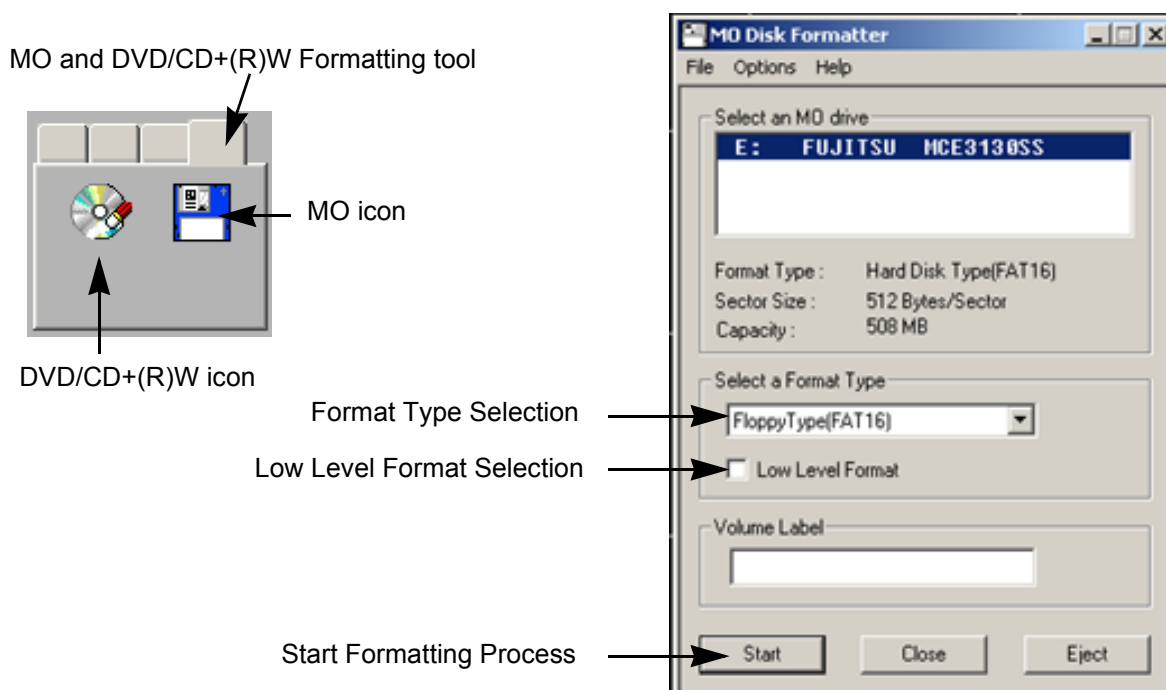 MO and DVD/CD+(R)W Formatting tool
MO icon
DVD/CD+(R)W icon
Format Type Selection
Low Level Format Selection
Start Formatting Process
MO Disk Formatter
File Options Help
Select an MO drive
E: FUJITSU MCE3130SS
Format Type : Hard Disk Type(FAT16)
Sector Size : 512 Bytes/Sector
Capacity : 508 MB
Select a Format Type
FloppyType(FAT16)
Low Level Format
Volume Label
Start Close Eject